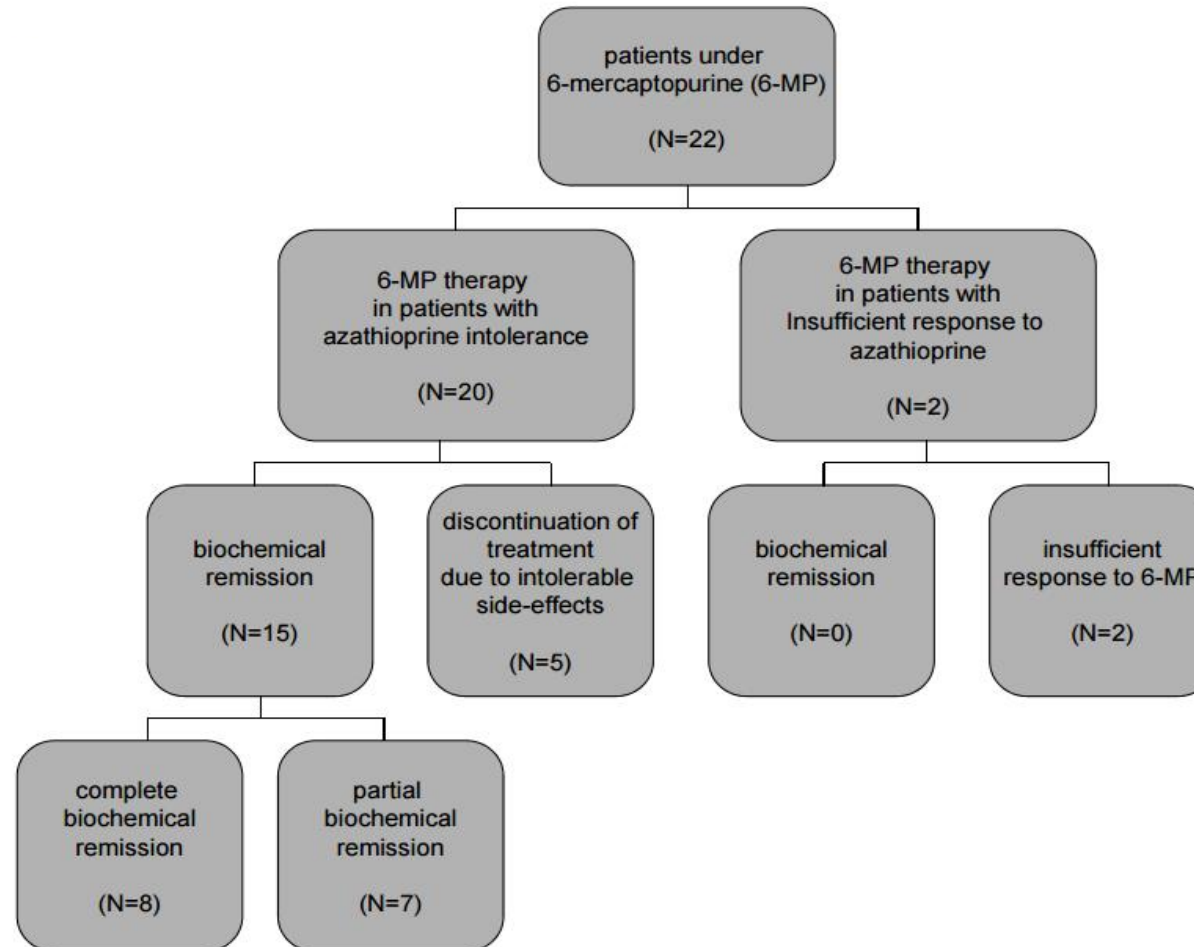 patients under
6-mercaptopurine (6-MP)
(N=22)
6-MP therapy
in patients with
azathioprine intolerance
(N=20)
6-MP therapy
in patients with
Insufficient response to
azathioprine
(N=2)
biochemical
remission
(N=15)
discontinuation of
treatment
due to intolerable
side-effects
(N=5)
biochemical
remission
(N=0)
insufficient
response to 6-MP
(N=2)
complete
biochemical
remission
(N=8)
partial
biochemical
remission
(N=7)